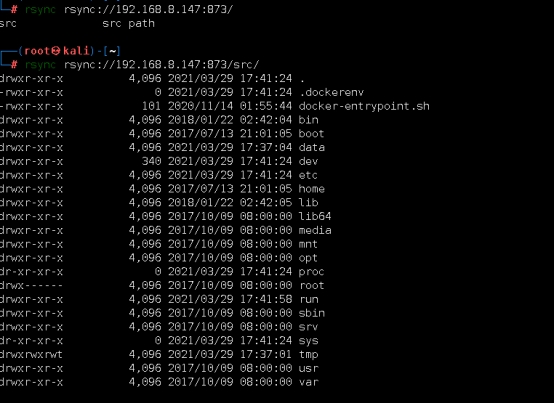 └─# rsync rsync://192.168.8.147:873/
src src path
┌──(root㉿kali)-[~]
└─# rsync rsync://192.168.8.147:873/src/
drwxr-xr-x 4,096 2021/03/29 17:41:24 .
-rwxr-xr-x 0 2021/03/29 17:41:24 .dockerenv
-rwxr-xr-x 101 2020/11/14 01:55:44 docker-entrypoint.sh
drwxr-xr-x 4,096 2018/01/22 02:42:04 bin
drwxr-xr-x 4,096 2017/07/13 21:01:05 boot
drwxr-xr-x 4,096 2021/03/29 17:37:04 data
drwxr-xr-x 340 2021/03/29 17:41:24 dev
drwxr-xr-x 4,096 2021/03/29 17:41:24 etc
drwxr-xr-x 4,096 2017/07/13 21:01:05 home
drwxr-xr-x 4,096 2018/01/22 02:42:05 lib
drwxr-xr-x 4,096 2017/10/09 08:00:00 lib64
drwxr-xr-x 4,096 2017/10/09 08:00:00 media
drwxr-xr-x 4,096 2017/10/09 08:00:00 mnt
drwxr-xr-x 4,096 2017/10/09 08:00:00 opt
dr-xr-xr-x 0 2021/03/29 17:41:24 proc
drwx------ 4,096 2017/10/09 08:00:00 root
drwxr-xr-x 4,096 2021/03/29 17:41:58 run
drwxr-xr-x 4,096 2017/10/09 08:00:00 sbin
drwxr-xr-x 4,096 2017/10/09 08:00:00 srv
dr-xr-xr-x 0 2021/03/29 17:41:24 sys
drwxrwxrwt 4,096 2021/03/29 17:37:01 tmp
drwxr-xr-x 4,096 2017/10/09 08:00:00 usr
drwxr-xr-x 4,096 2017/10/09 08:00:00 var